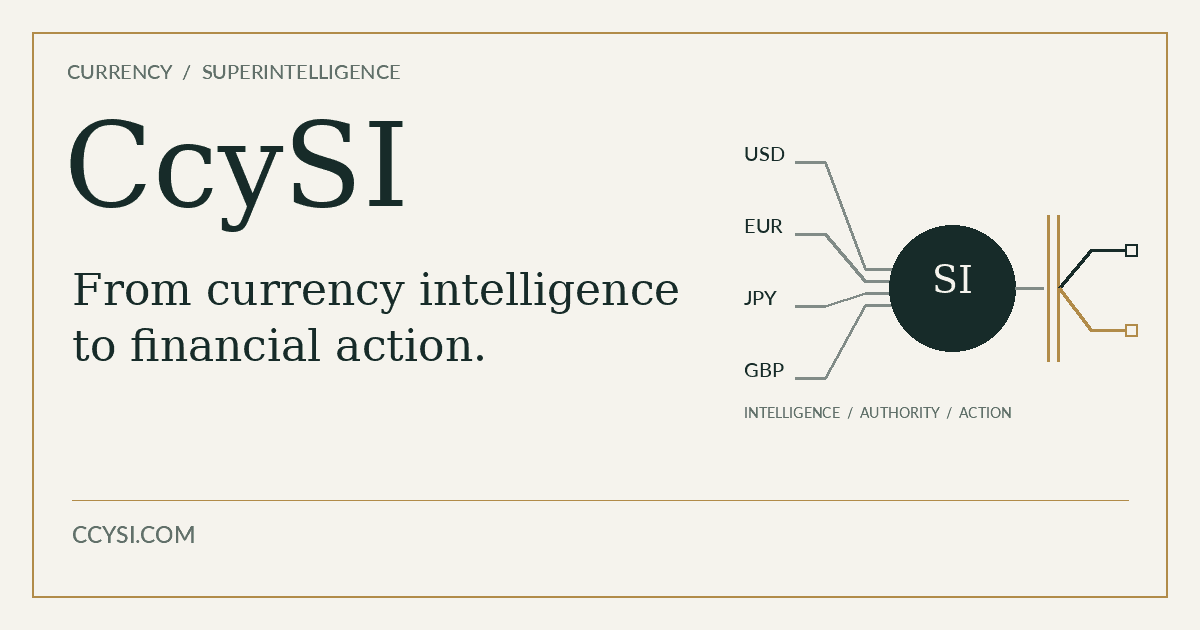 CURRENCY / SUPERINTELLIGENCE
CcySI
From currency intelligence
to financial action.
USD
EUR
JPY
GBP
SI
INTELLIGENCE / AUTHORITY / ACTION
CCYSI.COM